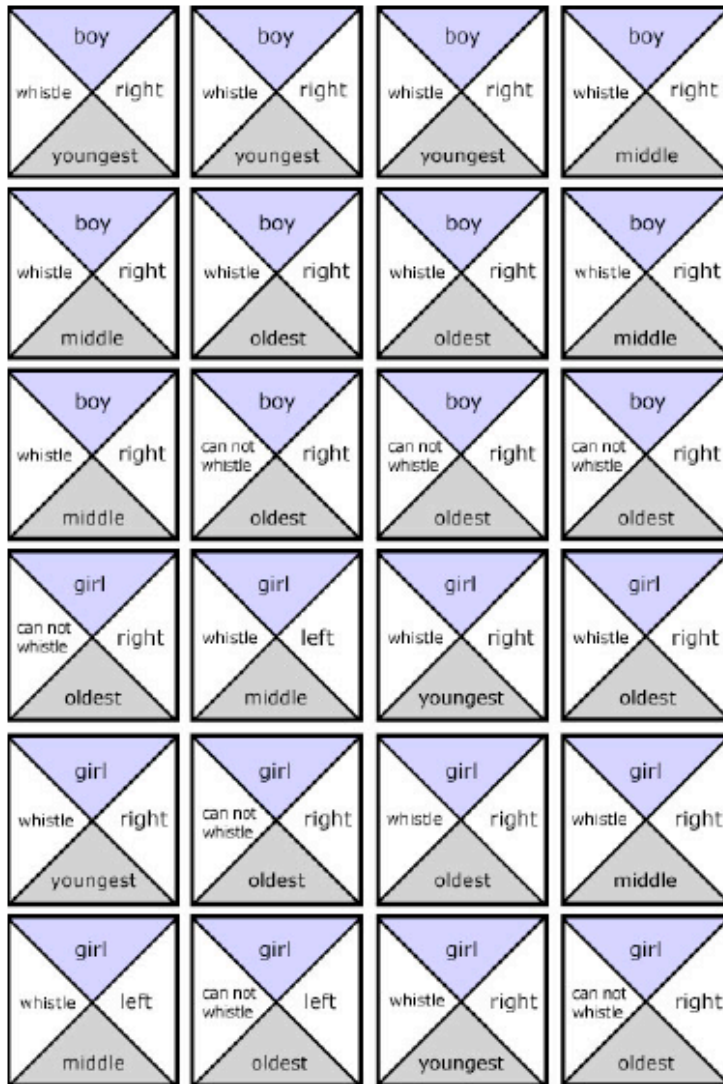 boy boy boy boy
whistle right whistle right whistle right whistle right
youngest youngest youngest middle
boy boy boy boy
whistle right whistle right whistle right whistle right
middle oldest oldest middle
boy boy boy boy
whistle right can not whistle right can not whistle right can not whistle right
middle oldest oldest oldest
girl girl girl girl
can not whistle right whistle left whistle right whistle right
oldest middle youngest oldest
girl girl girl girl
whistle right can not whistle right whistle right whistle right
youngest oldest oldest middle
girl girl girl girl
whistle left can not whistle left whistle right can not whistle right
middle oldest youngest oldest